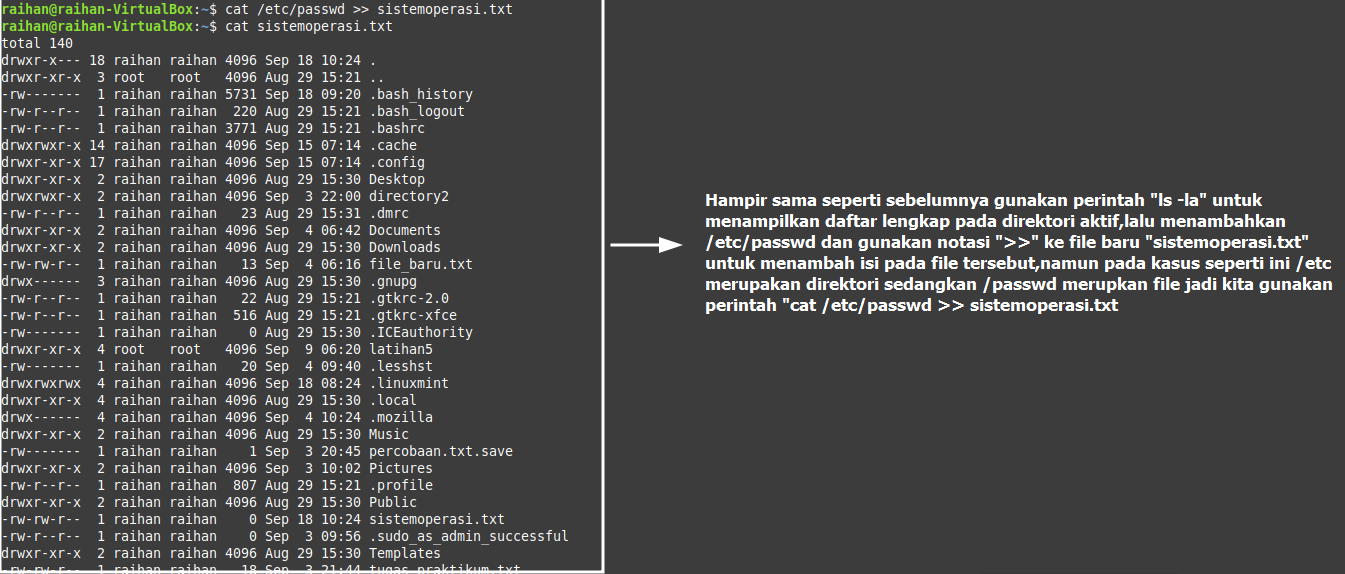 raihan@raihan-VirtualBox:~$ cat /etc/passwd >> sistemoperasi.txt
raihan@raihan-VirtualBox:~$ cat sistemoperasi.txt
total 140
drwxr-x--- 18 raihan raihan 4096 Sep 18 10:24 .
drwxr-xr-x  3 root   root   4096 Aug 29 15:21 ..
-rw-------  1 raihan raihan 5731 Sep 18 09:20 .bash_history
-rw-r--r--  1 raihan raihan  220 Aug 29 15:21 .bash_logout
-rw-r--r--  1 raihan raihan 3771 Aug 29 15:21 .bashrc
drwxrwxr-x 14 raihan raihan 4096 Sep 15 07:14 .cache
drwxr-xr-x 17 raihan raihan 4096 Sep 15 07:14 .config
drwxr-xr-x  2 raihan raihan 4096 Aug 29 15:30 Desktop
drwxrwxr-x  2 raihan raihan 4096 Sep  3 22:00 directory2
-rw-r--r--  1 raihan raihan   23 Aug 29 15:31 .dmrc
drwxr-xr-x  2 raihan raihan 4096 Sep  4 06:42 Documents
drwxr-xr-x  2 raihan raihan 4096 Aug 29 15:30 Downloads
-rw-rw-r--  1 raihan raihan   13 Sep  4 06:16 file_baru.txt
drwx------  3 raihan raihan 4096 Aug 29 15:30 .gnupg
-rw-r--r--  1 raihan raihan   22 Aug 29 15:21 .gtkrc-2.0
-rw-r--r--  1 raihan raihan  516 Aug 29 15:21 .gtkrc-xfce
-rw-------  1 raihan raihan    0 Aug 29 15:30 .ICEauthority
drwxr-xr-x  4 root   root   4096 Sep  9 06:20 latihan5
-rw-------  1 raihan raihan   20 Sep  4 09:40 .lesshst
drwxrwxrwx  4 raihan raihan 4096 Sep 18 08:24 .linuxmint
drwxr-xr-x  4 raihan raihan 4096 Aug 29 15:30 .local
drwx------  4 raihan raihan 4096 Sep  4 10:24 .mozilla
drwxr-xr-x  2 raihan raihan 4096 Aug 29 15:30 Music
-rw-------  1 raihan raihan    1 Sep  3 20:45 percobaan.txt.save
drwxr-xr-x  2 raihan raihan 4096 Sep  3 10:02 Pictures
-rw-r--r--  1 raihan raihan  807 Aug 29 15:21 .profile
drwxr-xr-x  2 raihan raihan 4096 Aug 29 15:30 Public
-rw-rw-r--  1 raihan raihan    0 Sep 18 10:24 sistemoperasi.txt
-rw-r--r--  1 raihan raihan    0 Sep  3 09:56 .sudo_as_admin_successful
drwxr-xr-x  2 raihan raihan 4096 Aug 29 15:30 Templates
-rw-rw-r--  1 raihan raihan   18 Sep  3 21:44 tugas_praktikum.txt
Hampir sama seperti sebelumnya gunakan perintah "ls -la" untuk
menampilkan daftar lengkap pada direktori aktif,lalu menambahkan
/etc/passwd dan gunakan notasi ">>" ke file baru "sistemoperasi.txt"
untuk menambah isi pada file tersebut,namun pada kasus seperti ini /etc
merupakan direktori sedangkan /passwd merupkan file jadi kita gunakan
perintah "cat /etc/passwd >> sistemoperasi.txt